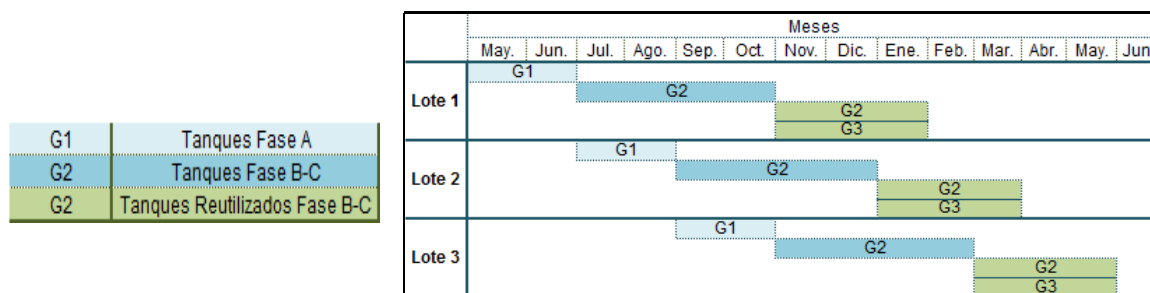 G1 Tanques Fase A
G2 Tanques Fase B-C
G2 Tanques Reutilizados Fase B-C
Meses
May. Jun. Jul. Ago. Sep. Oct. Nov. Dic. Ene. Feb. Mar. Abr. May. Jun
Lote 1
G1
G2
G2
G3
Lote 2
G1
G2
G2
G3
Lote 3
G1
G2
G2
G3